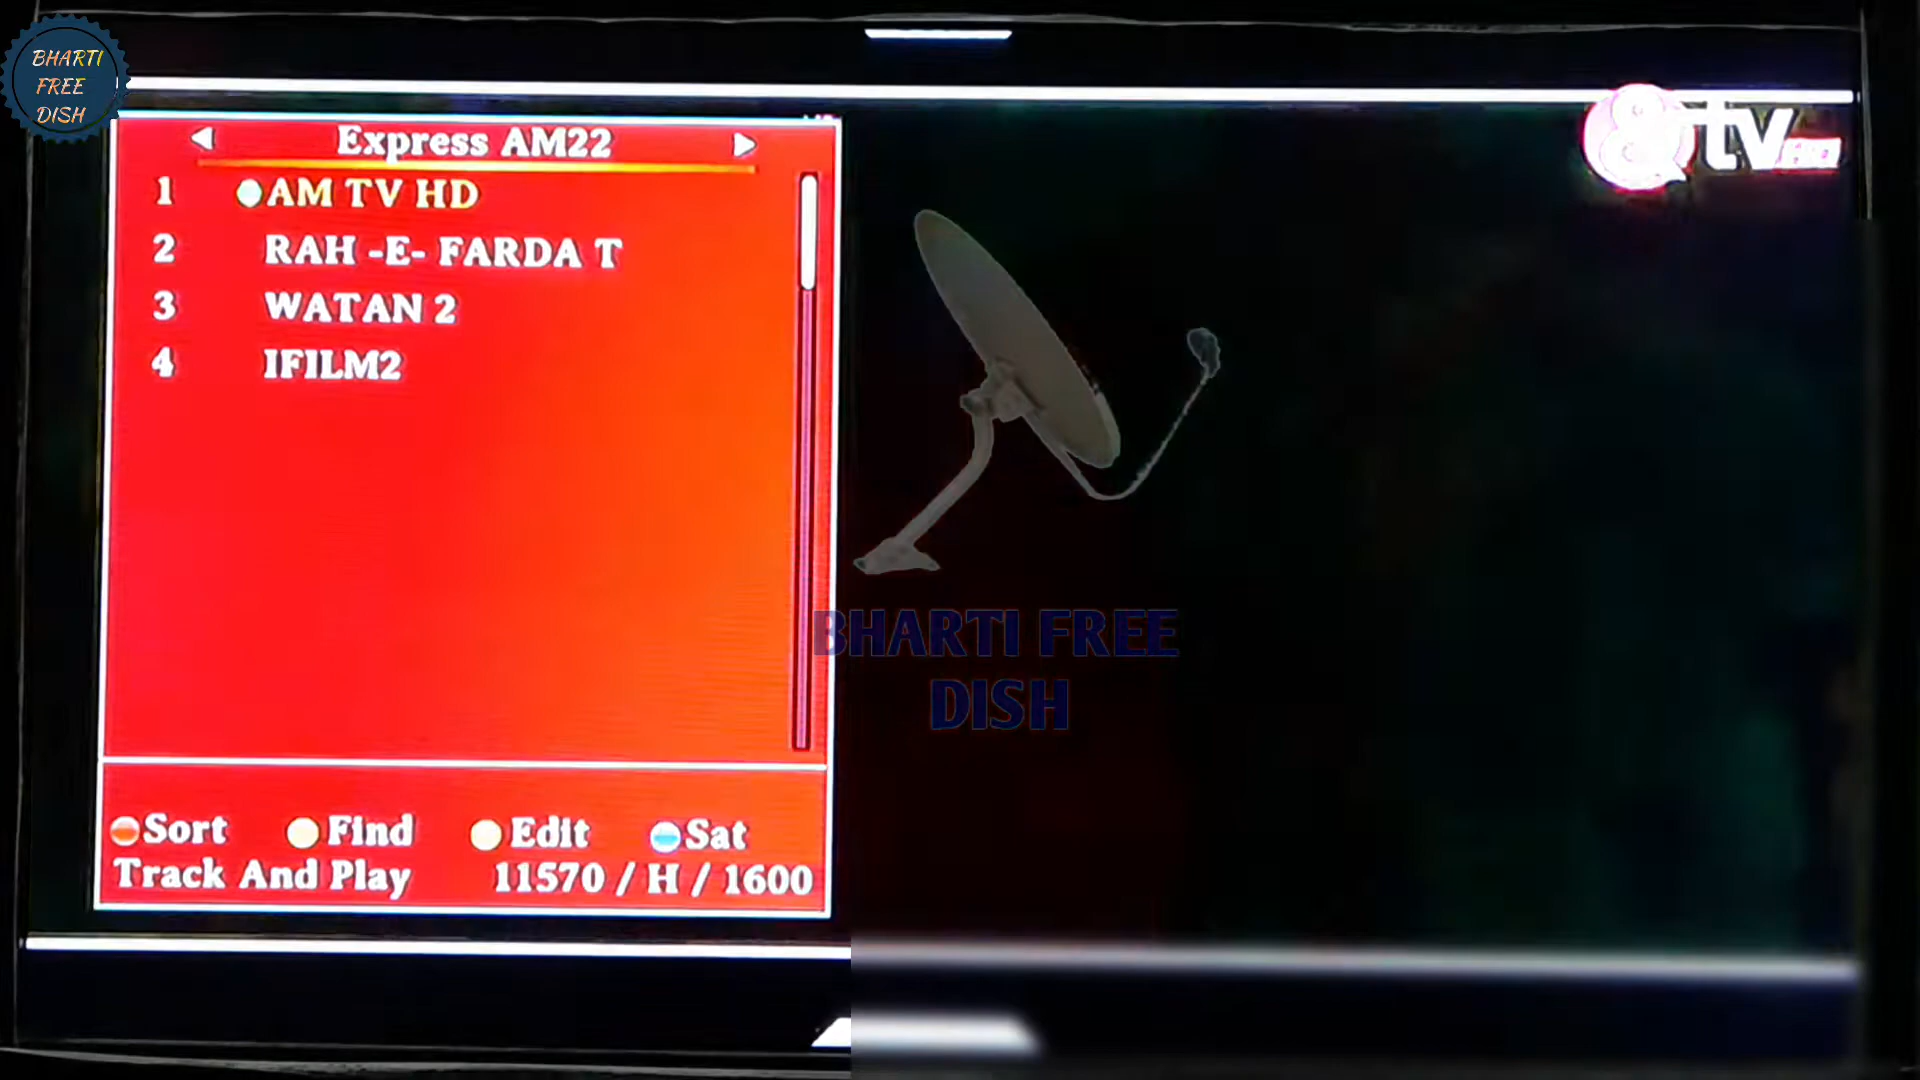 BHARTI
FREE
DISH
Express AM22
1 AM TV HD
2 RAH -E- FARDA T
3 WATAN 2
4 IFILM2
Sort Find Edit Sat
Track And Play 11570 / H / 1600
&tv HD
BHARTI FREE
DISH